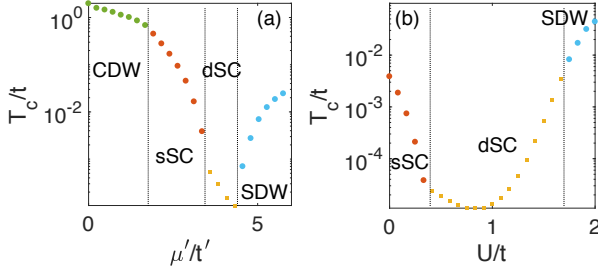 (a)
CDW
dSC
sSC
SDW
T_c/t
10^0
10^-2
0
5
μ′/t′
(b)
SDW
dSC
sSC
T_c/t
10^-2
10^-3
10^-4
0
1
2
U/t